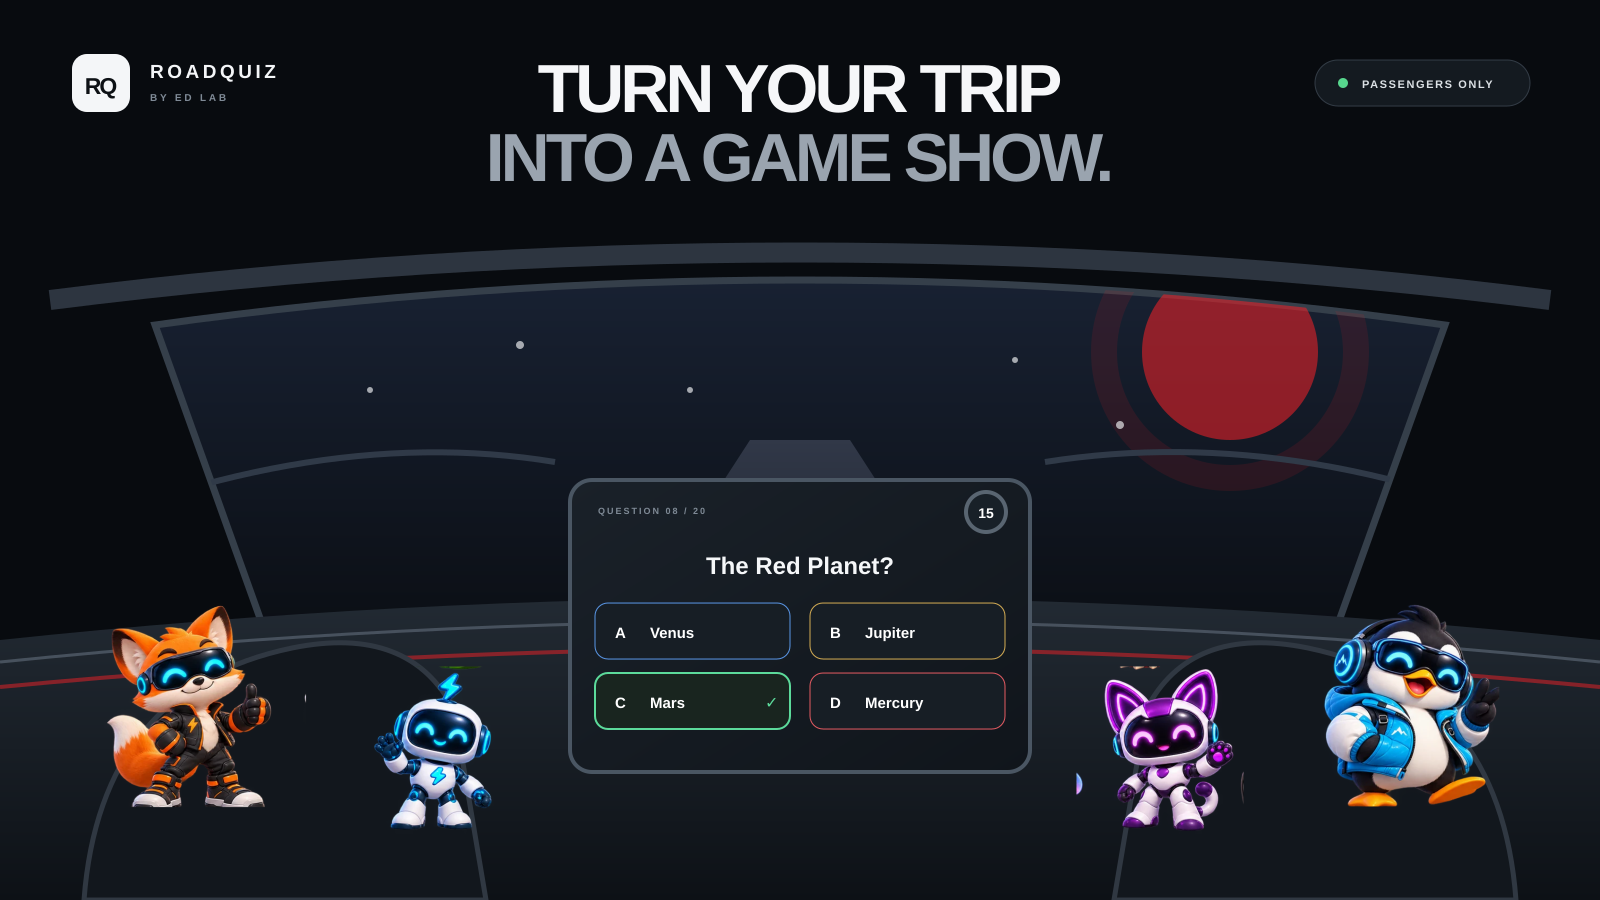 RQ
ROADQUIZ
BY ED LAB
TURN YOUR TRIP
INTO A GAME SHOW.
PASSENGERS ONLY
QUESTION 08 / 20
15
The Red Planet?
A Venus
B Jupiter
C Mars ✓
D Mercury